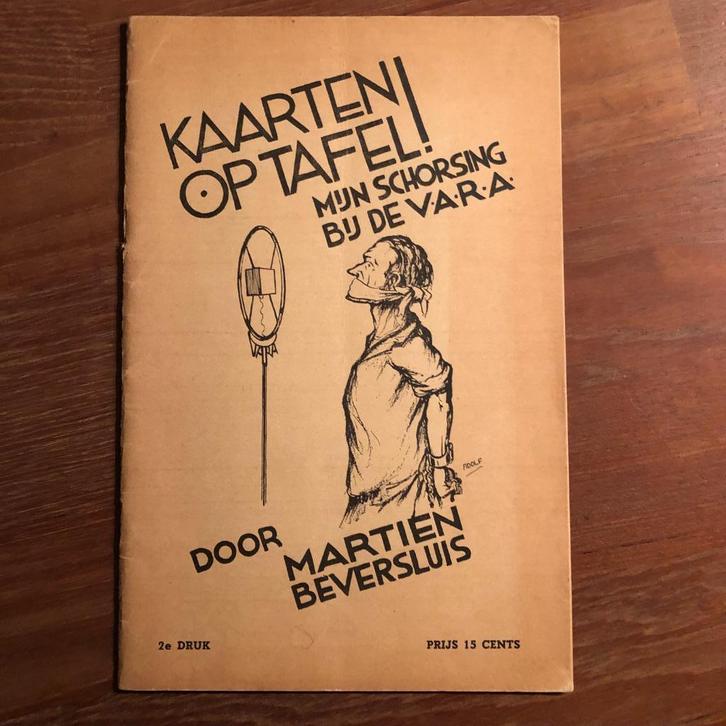 KAARTEN
OP TAFEL!
MIJN SCHORSING
BIJ DE V.A.R.A.
VARA
ADOLF
DOOR MARTIEN
BEVERSLUIS
2e DRUK PRIJS 15 CENTS